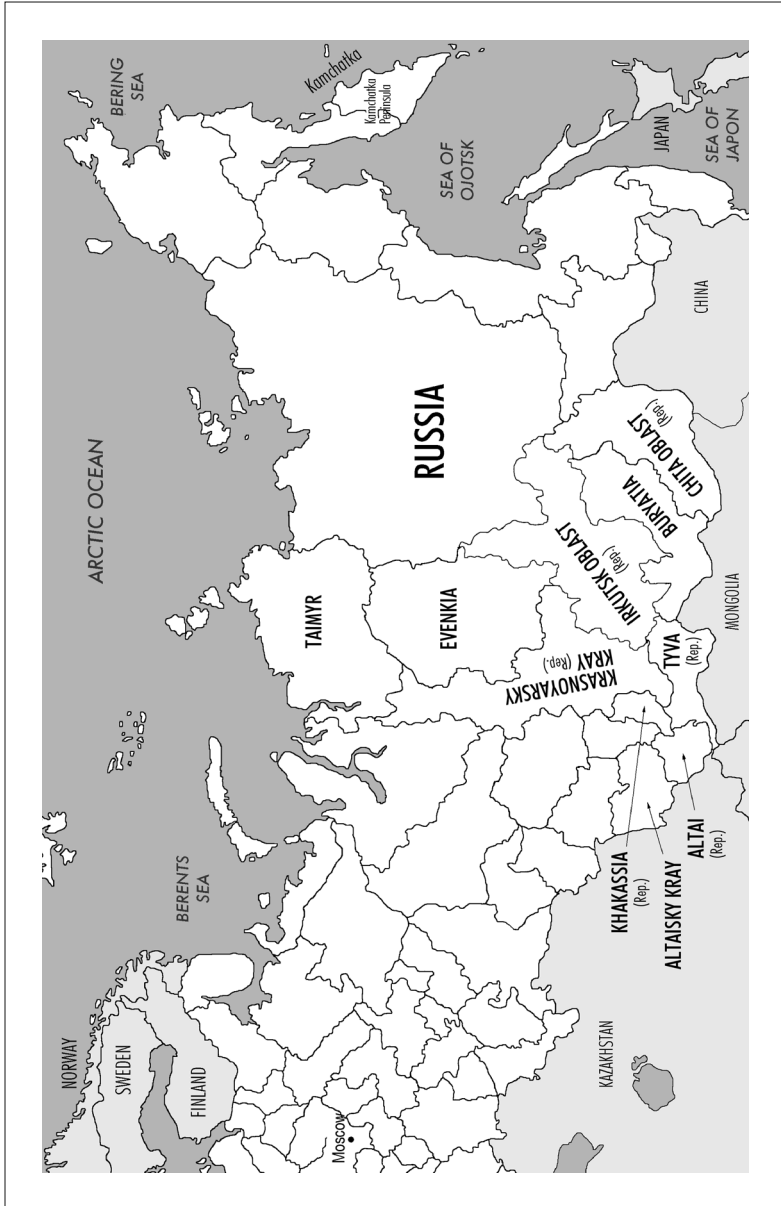 NORWAY
SWEDEN
FINLAND
BERENTS
SEA
ARCTIC OCEAN
BERING
SEA
Kamchatka
Kamchatka
Peninsula
SEA OF
OJOTSK
JAPAN
SEA OF
JAPON
Moscow
RUSSIA
TAIMYR
EVENKIA
KRASNOYARSKY
KRAY (Rep.)
IRKUTSK OBLAST
(Rep.)
BURYATIA
CHITA OBLAST
(Rep.)
TYVA
(Rep.)
KHAKASSIA
(Rep.)
ALTAISKY KRAY
ALTAI
(Rep.)
KAZAKHSTAN
MONGOLIA
CHINA